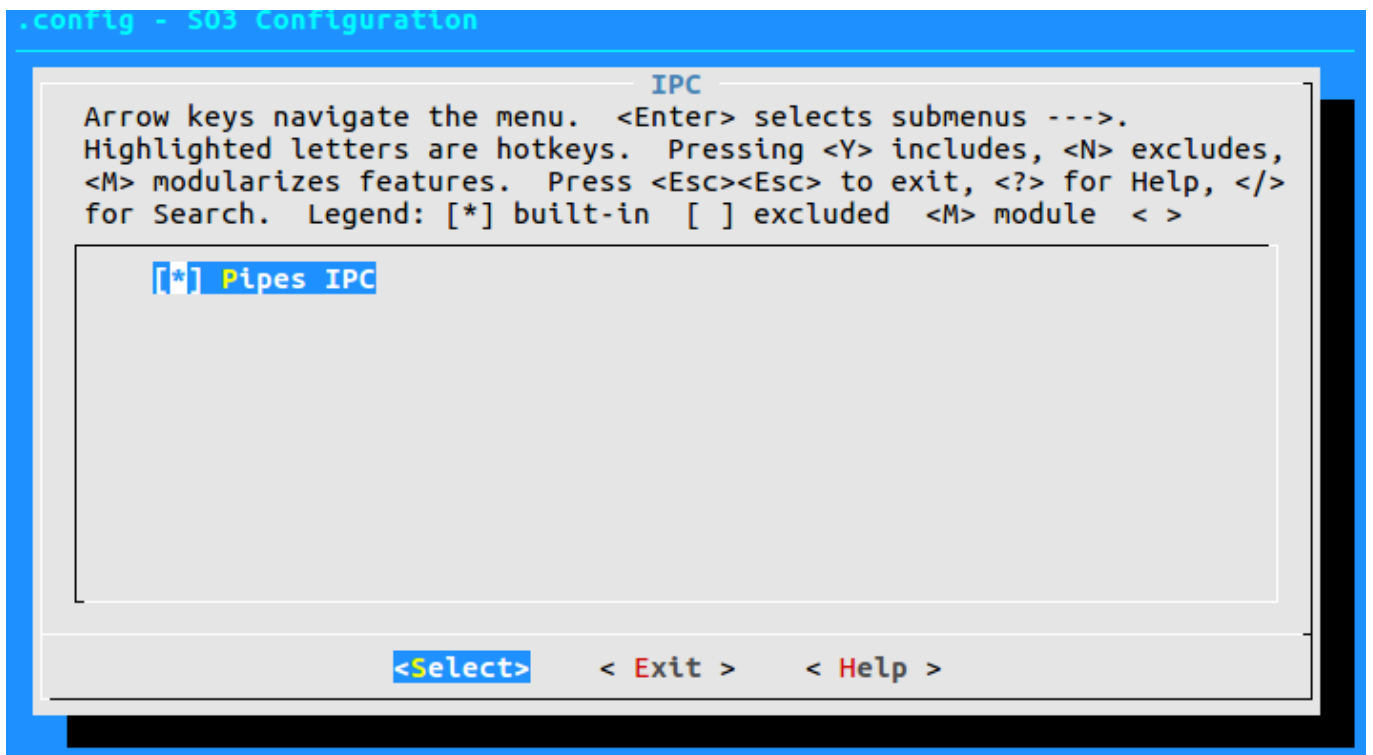 .config - SO3 Configuration
IPC
Arrow keys navigate the menu.  <Enter> selects submenus --->.
Highlighted letters are hotkeys.  Pressing <Y> includes, <N> excludes,
<M> modularizes features.  Press <Esc><Esc> to exit, <?> for Help, </>
for Search.  Legend: [*] built-in  [ ] excluded  <M> module  < >
[*] Pipes IPC
<Select>    < Exit >    < Help >